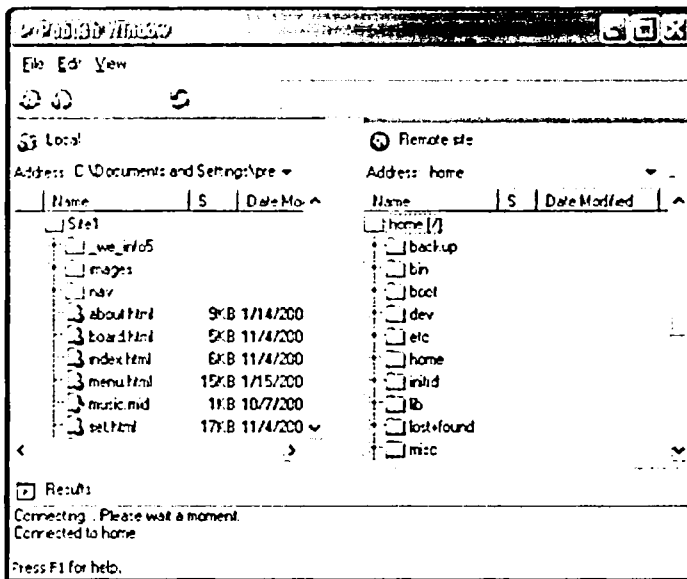 Publish Window
File Edit View
Local
Address: C:\Documents and Settings\pre
Name S Date Mo
Site1
_we_info5
images
nav
about.html 9KB 1/14/200
board.html 5KB 11/4/200
index.html 6KB 11/4/200
menu.html 15KB 1/15/200
music.mid 1KB 10/7/200
set.html 17KB 11/4/200
Remote site
Address: home
Name S Date Modified
home [/]
backup
bin
boot
dev
etc
home
initrd
lib
lost+found
misc
Results
Connecting... Please wait a moment.
Connected to home
Press F1 for help.